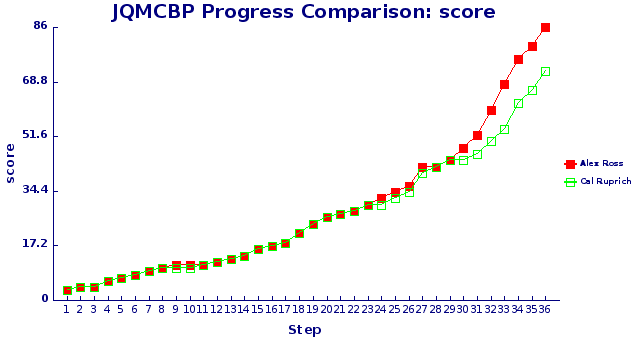 JQMCBP Progress Comparison: score
86
68.8
51.6
34.4
17.2
0
score
1 2 3 4 5 6 7 8 9 10 11 12 13 14 15 16 17 18 19 20 21 22 23 24 25 26 27 28 29 30 31 32 33 34 35 36
Step
Alex Ross
Cal Ruprich